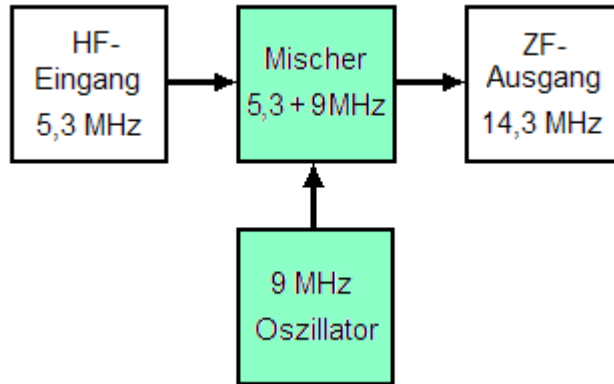 HF-
Eingang
5,3 MHz
Mischer
5,3 + 9MHz
ZF-
Ausgang
14,3 MHz
9 MHz
Oszillator